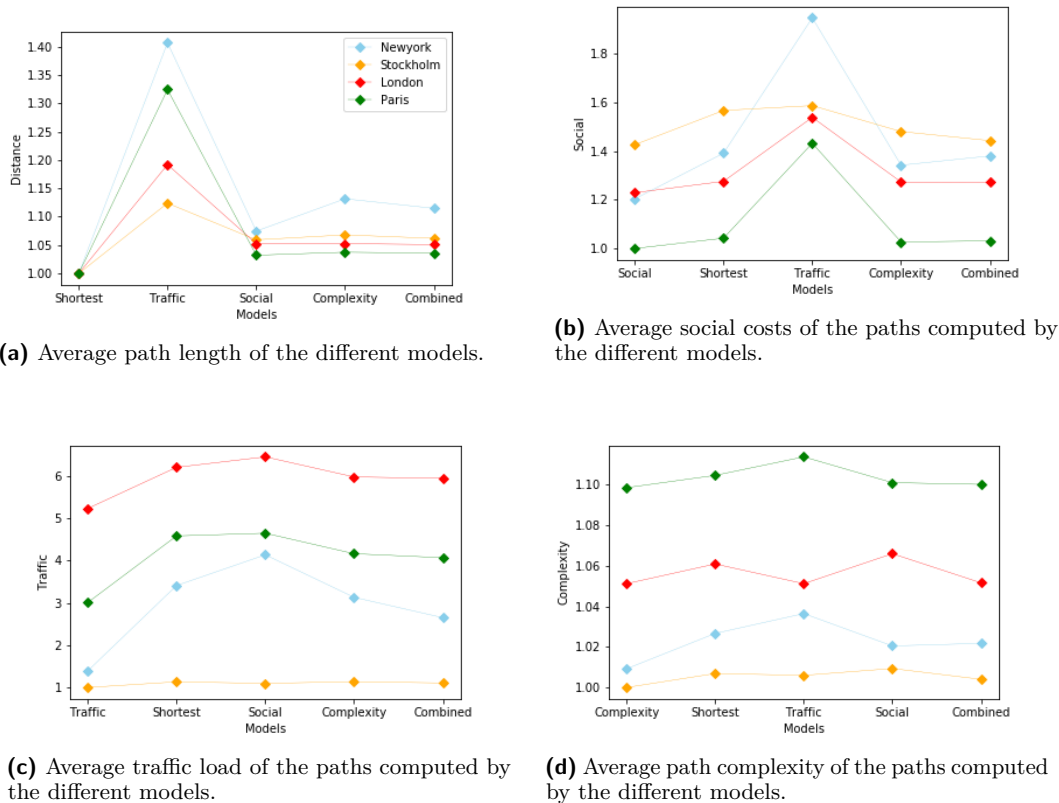 1.40
1.35
1.30
1.25
1.20
1.15
1.10
1.05
1.00
Distance
Newyork
Stockholm
London
Paris
Shortest Traffic Social Complexity Combined
Models
(a) Average path length of the different models.
1.8
1.6
1.4
1.2
1.0
Social
Social Shortest Traffic Complexity Combined
Models
(b) Average social costs of the paths computed by
the different models.
6
5
4
3
2
1
Traffic
Traffic Shortest Social Complexity Combined
Models
(c) Average traffic load of the paths computed by
the different models.
1.10
1.08
1.06
1.04
1.02
1.00
Complexity
Complexity Shortest Traffic Social Combined
Models
(d) Average path complexity of the paths computed
by the different models.